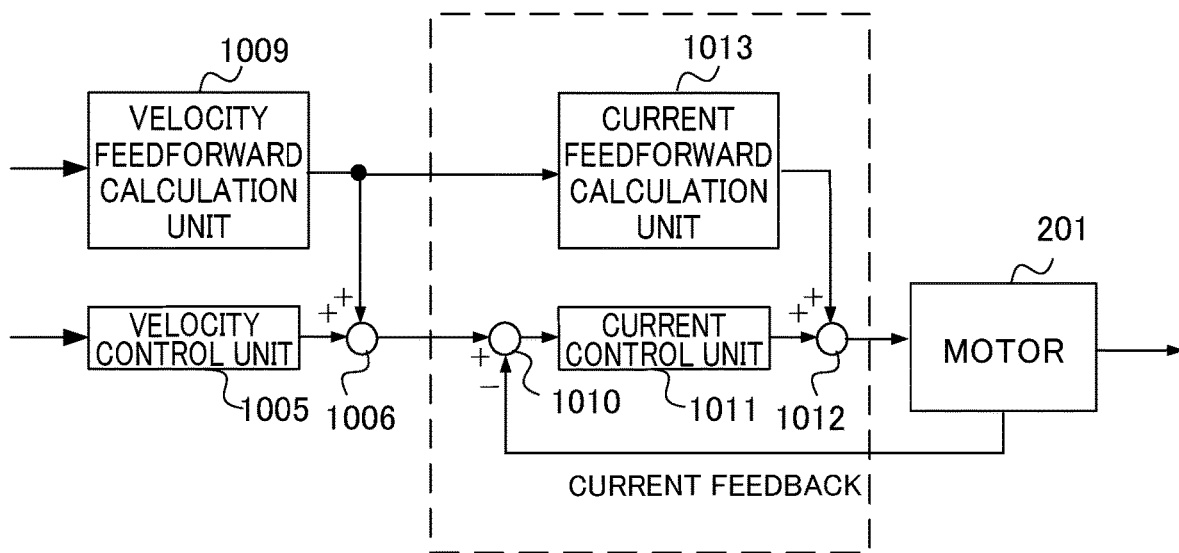 1009
VELOCITY
FEEDFORWARD
CALCULATION
UNIT
1013
CURRENT
FEEDFORWARD
CALCULATION
UNIT
201
MOTOR
VELOCITY
CONTROL UNIT
1005
+
+
1006
+
−
1010
CURRENT
CONTROL UNIT
1011
+
+
1012
CURRENT FEEDBACK